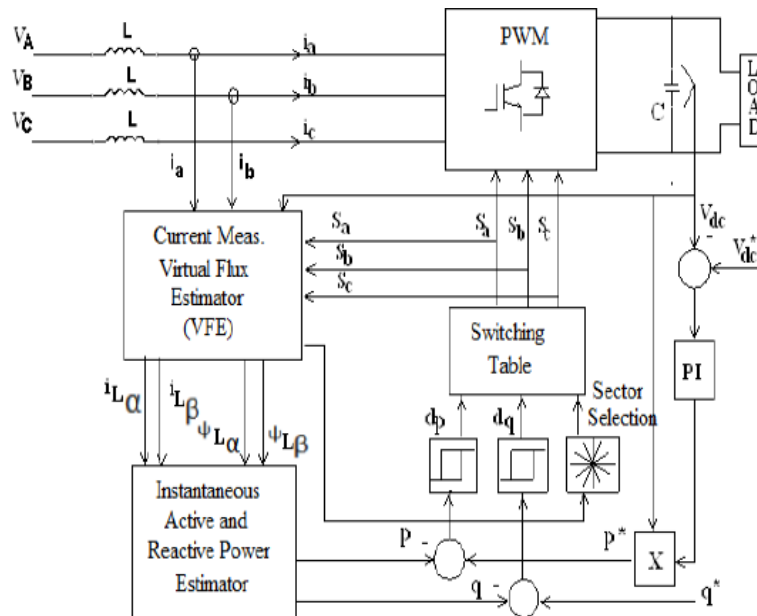 VA L ia PWM
VB L ib C
VC L ic
LOAD
ia ib
Vdc
-
Vdc*
Current Meas.
Virtual Flux
Estimator
(VFE)
Sa Sa Sb
Sb
Sc
Switching
Table
PI
iLα iLβ ψLα ψLβ
dp dq Sector
Selection
Instantaneous
Active and
Reactive Power
Estimator
p - p* X
q - q*